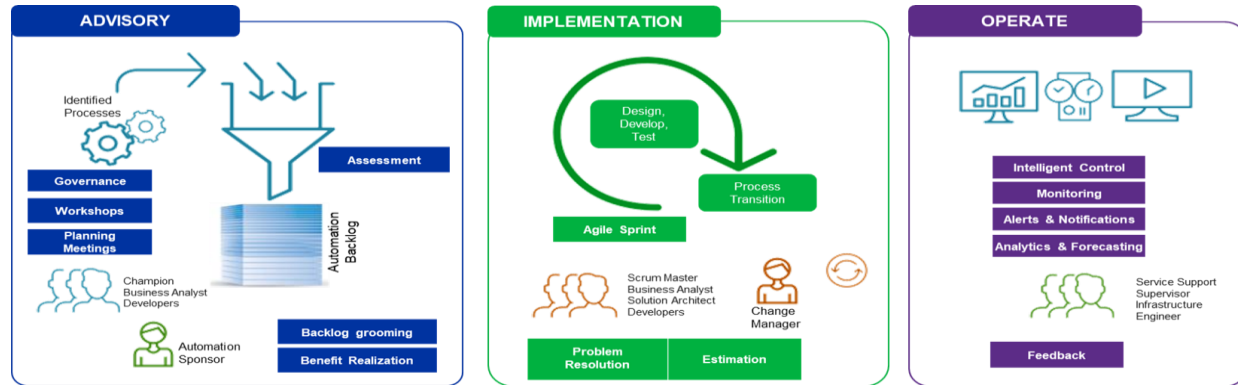 ADVISORY
Identified
Processes
Assessment
Governance
Workshops
Planning
Meetings
Automation
Backlog
Champion
Business Analyst
Developers
Automation
Sponsor
Backlog grooming
Benefit Realization
IMPLEMENTATION
Design,
Develop,
Test
Process
Transition
Agile Sprint
Scrum Master
Business Analyst
Solution Architect
Developers
Change
Manager
Problem
Resolution
Estimation
OPERATE
Intelligent Control
Monitoring
Alerts & Notifications
Analytics & Forecasting
Service Support
Supervisor
Infrastructure
Engineer
Feedback